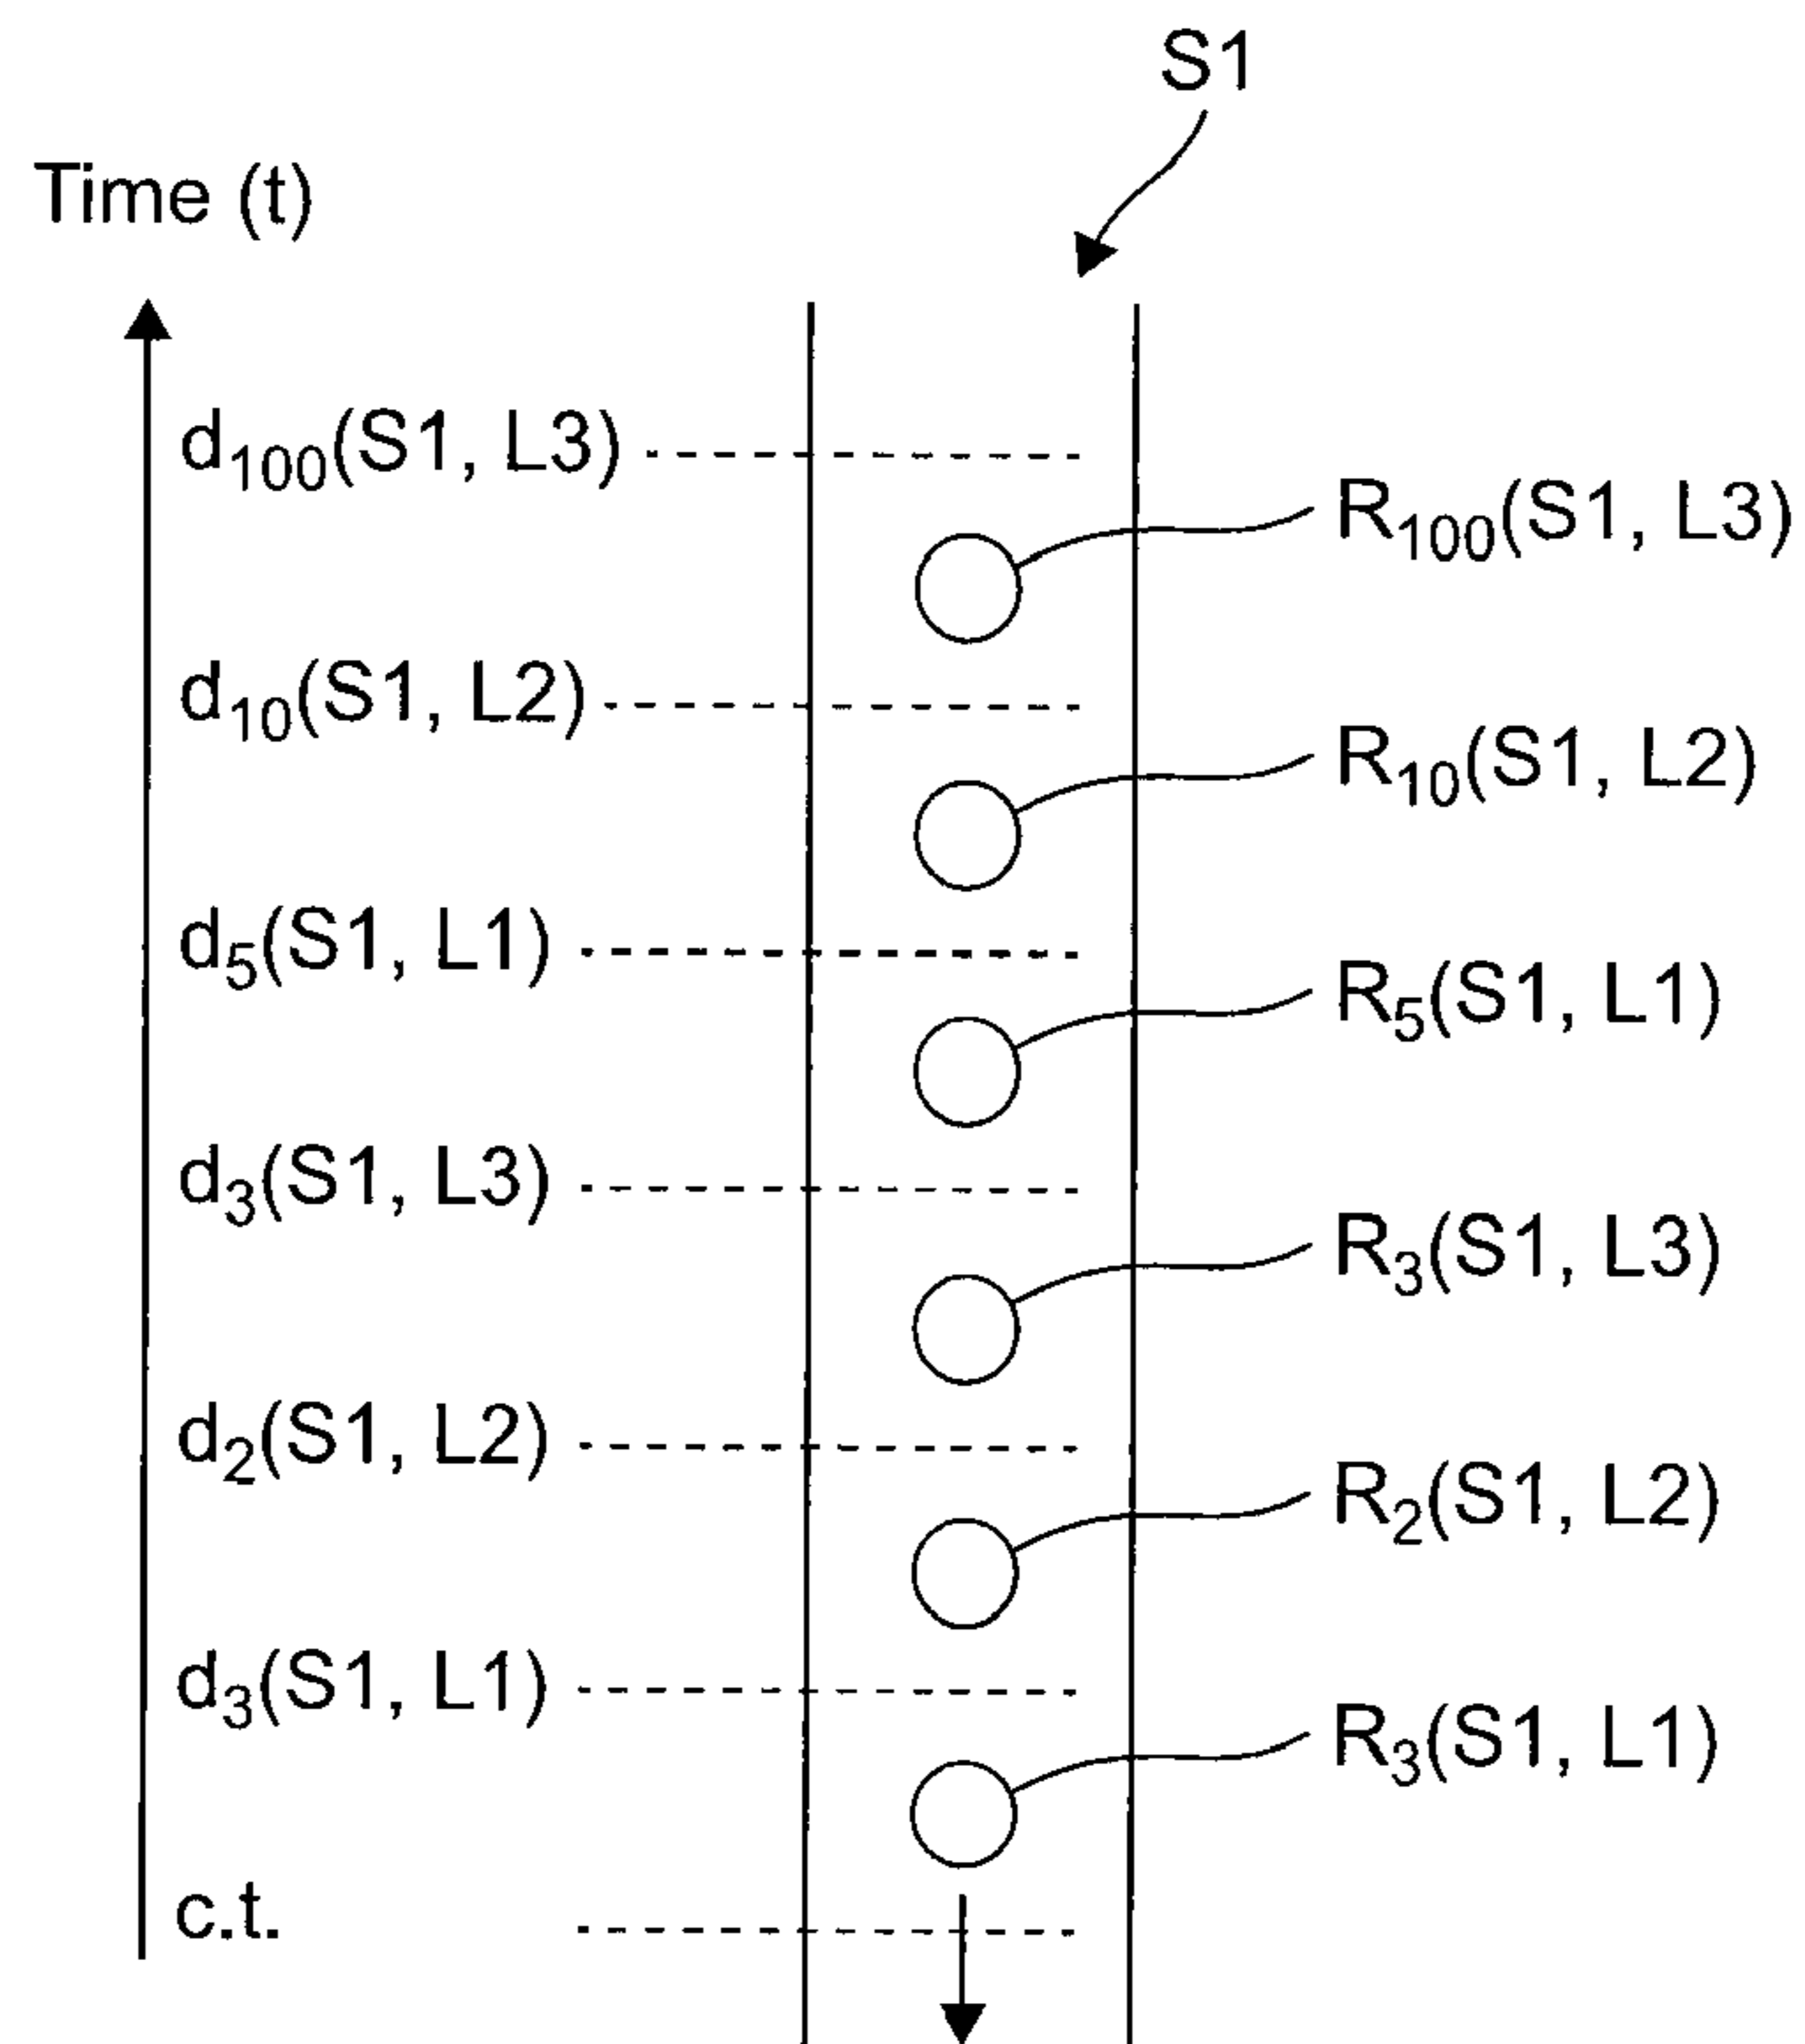 S1
Time (t)
d₁₀₀(S1, L3)
R₁₀₀(S1, L3)
d₁₀(S1, L2)
R₁₀(S1, L2)
d₅(S1, L1)
R₅(S1, L1)
d₃(S1, L3)
R₃(S1, L3)
d₂(S1, L2)
R₂(S1, L2)
d₃(S1, L1)
R₃(S1, L1)
c.t.